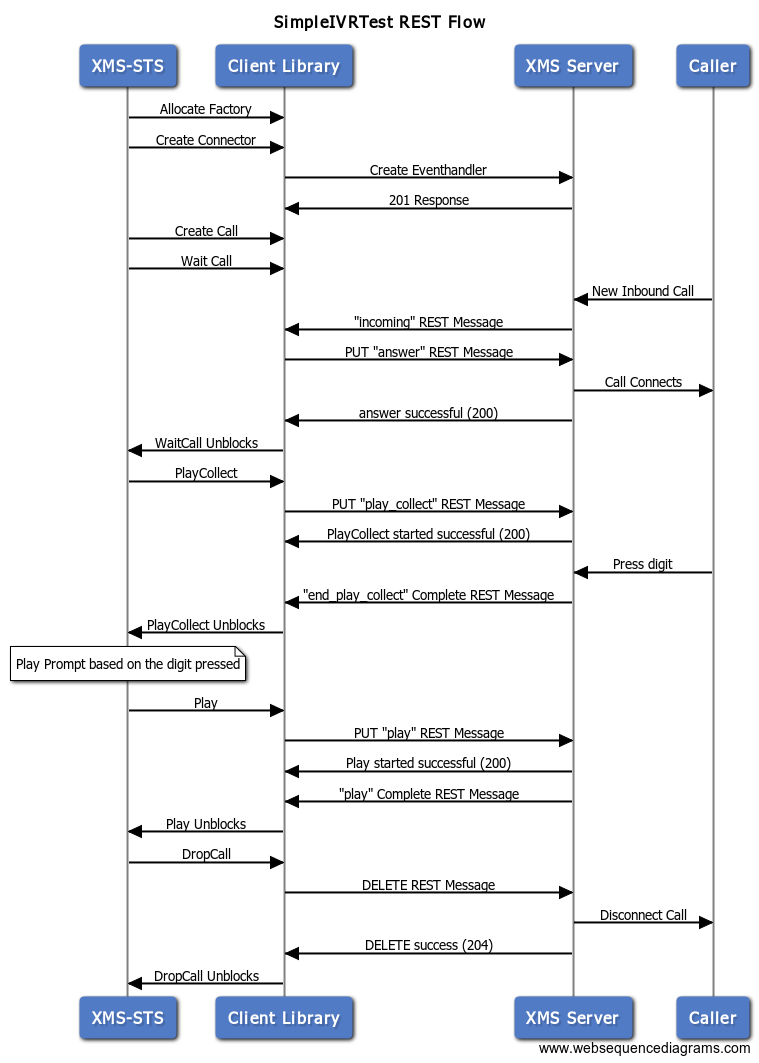 SimpleIVRTest REST Flow
XMS-STS
Client Library
XMS Server
Caller
Allocate Factory
Create Connector
Create Eventhandler
201 Response
Create Call
Wait Call
New Inbound Call
"incoming" REST Message
PUT "answer" REST Message
Call Connects
answer successful (200)
WaitCall Unblocks
PlayCollect
PUT "play_collect" REST Message
PlayCollect started successful (200)
Press digit
"end_play_collect" Complete REST Message
PlayCollect Unblocks
Play Prompt based on the digit pressed
Play
PUT "play" REST Message
Play started successful (200)
"play" Complete REST Message
Play Unblocks
DropCall
DELETE REST Message
Disconnect Call
DELETE success (204)
DropCall Unblocks
XMS-STS
Client Library
XMS Server
Caller
www.websequencediagrams.com